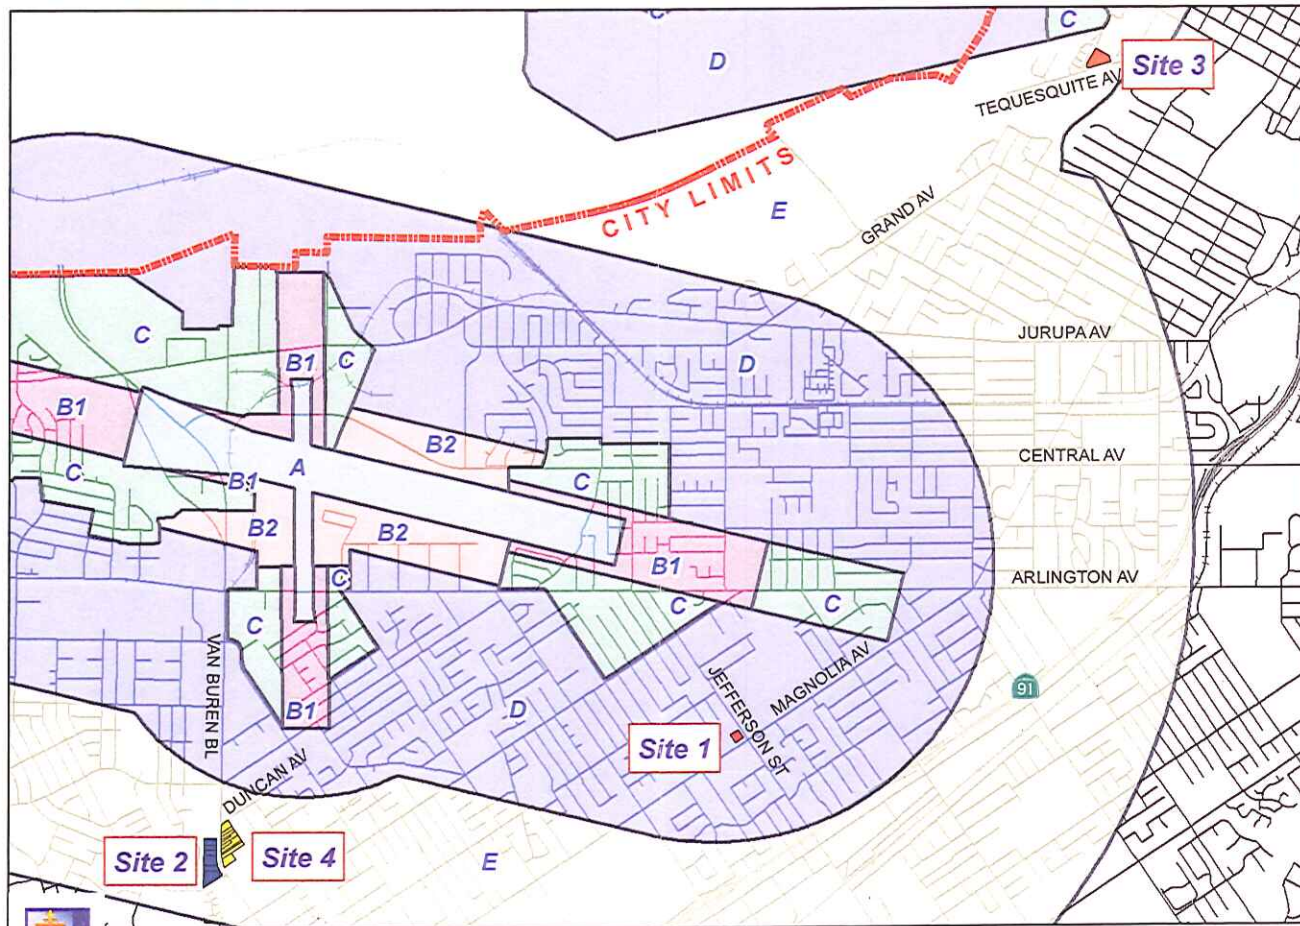 C
C
D
Site 3
TEQUESQUITE AV
CITY LIMITS
E
GRAND AV
JURUPA AV
C
B1
C
D
B1
B2
CENTRAL AV
A
C
B1
C
B2
B2
B1
ARLINGTON AV
C
C
C
C
VAN BUREN BL
MAGNOLIA AV
JEFFERSON ST
91
B1
D
Site 1
DUNCAN AV
Site 2
Site 4
E